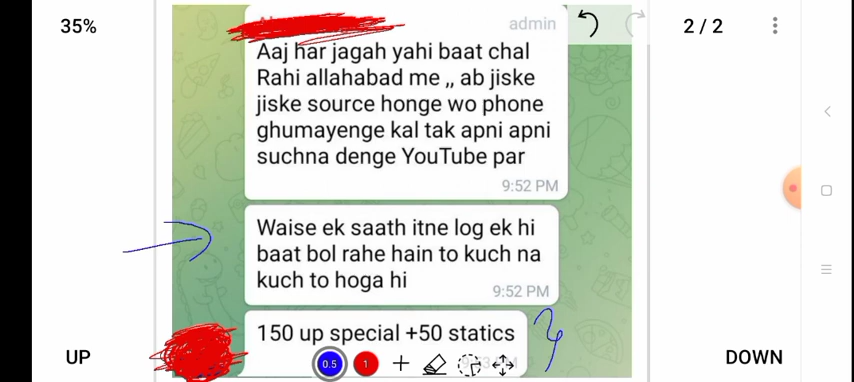 35%
admin
2 / 2
Aaj har jagah yahi baat chal
Rahi allahabad me ,, ab jiske
jiske source honge wo phone
ghumayenge kal tak apni apni
suchna denge YouTube par
9:52 PM
Waise ek saath itne log ek hi
baat bol rahe hain to kuch na
kuch to hoga hi
9:52 PM
150 up special +50 statics
UP
0.5
1
DOWN